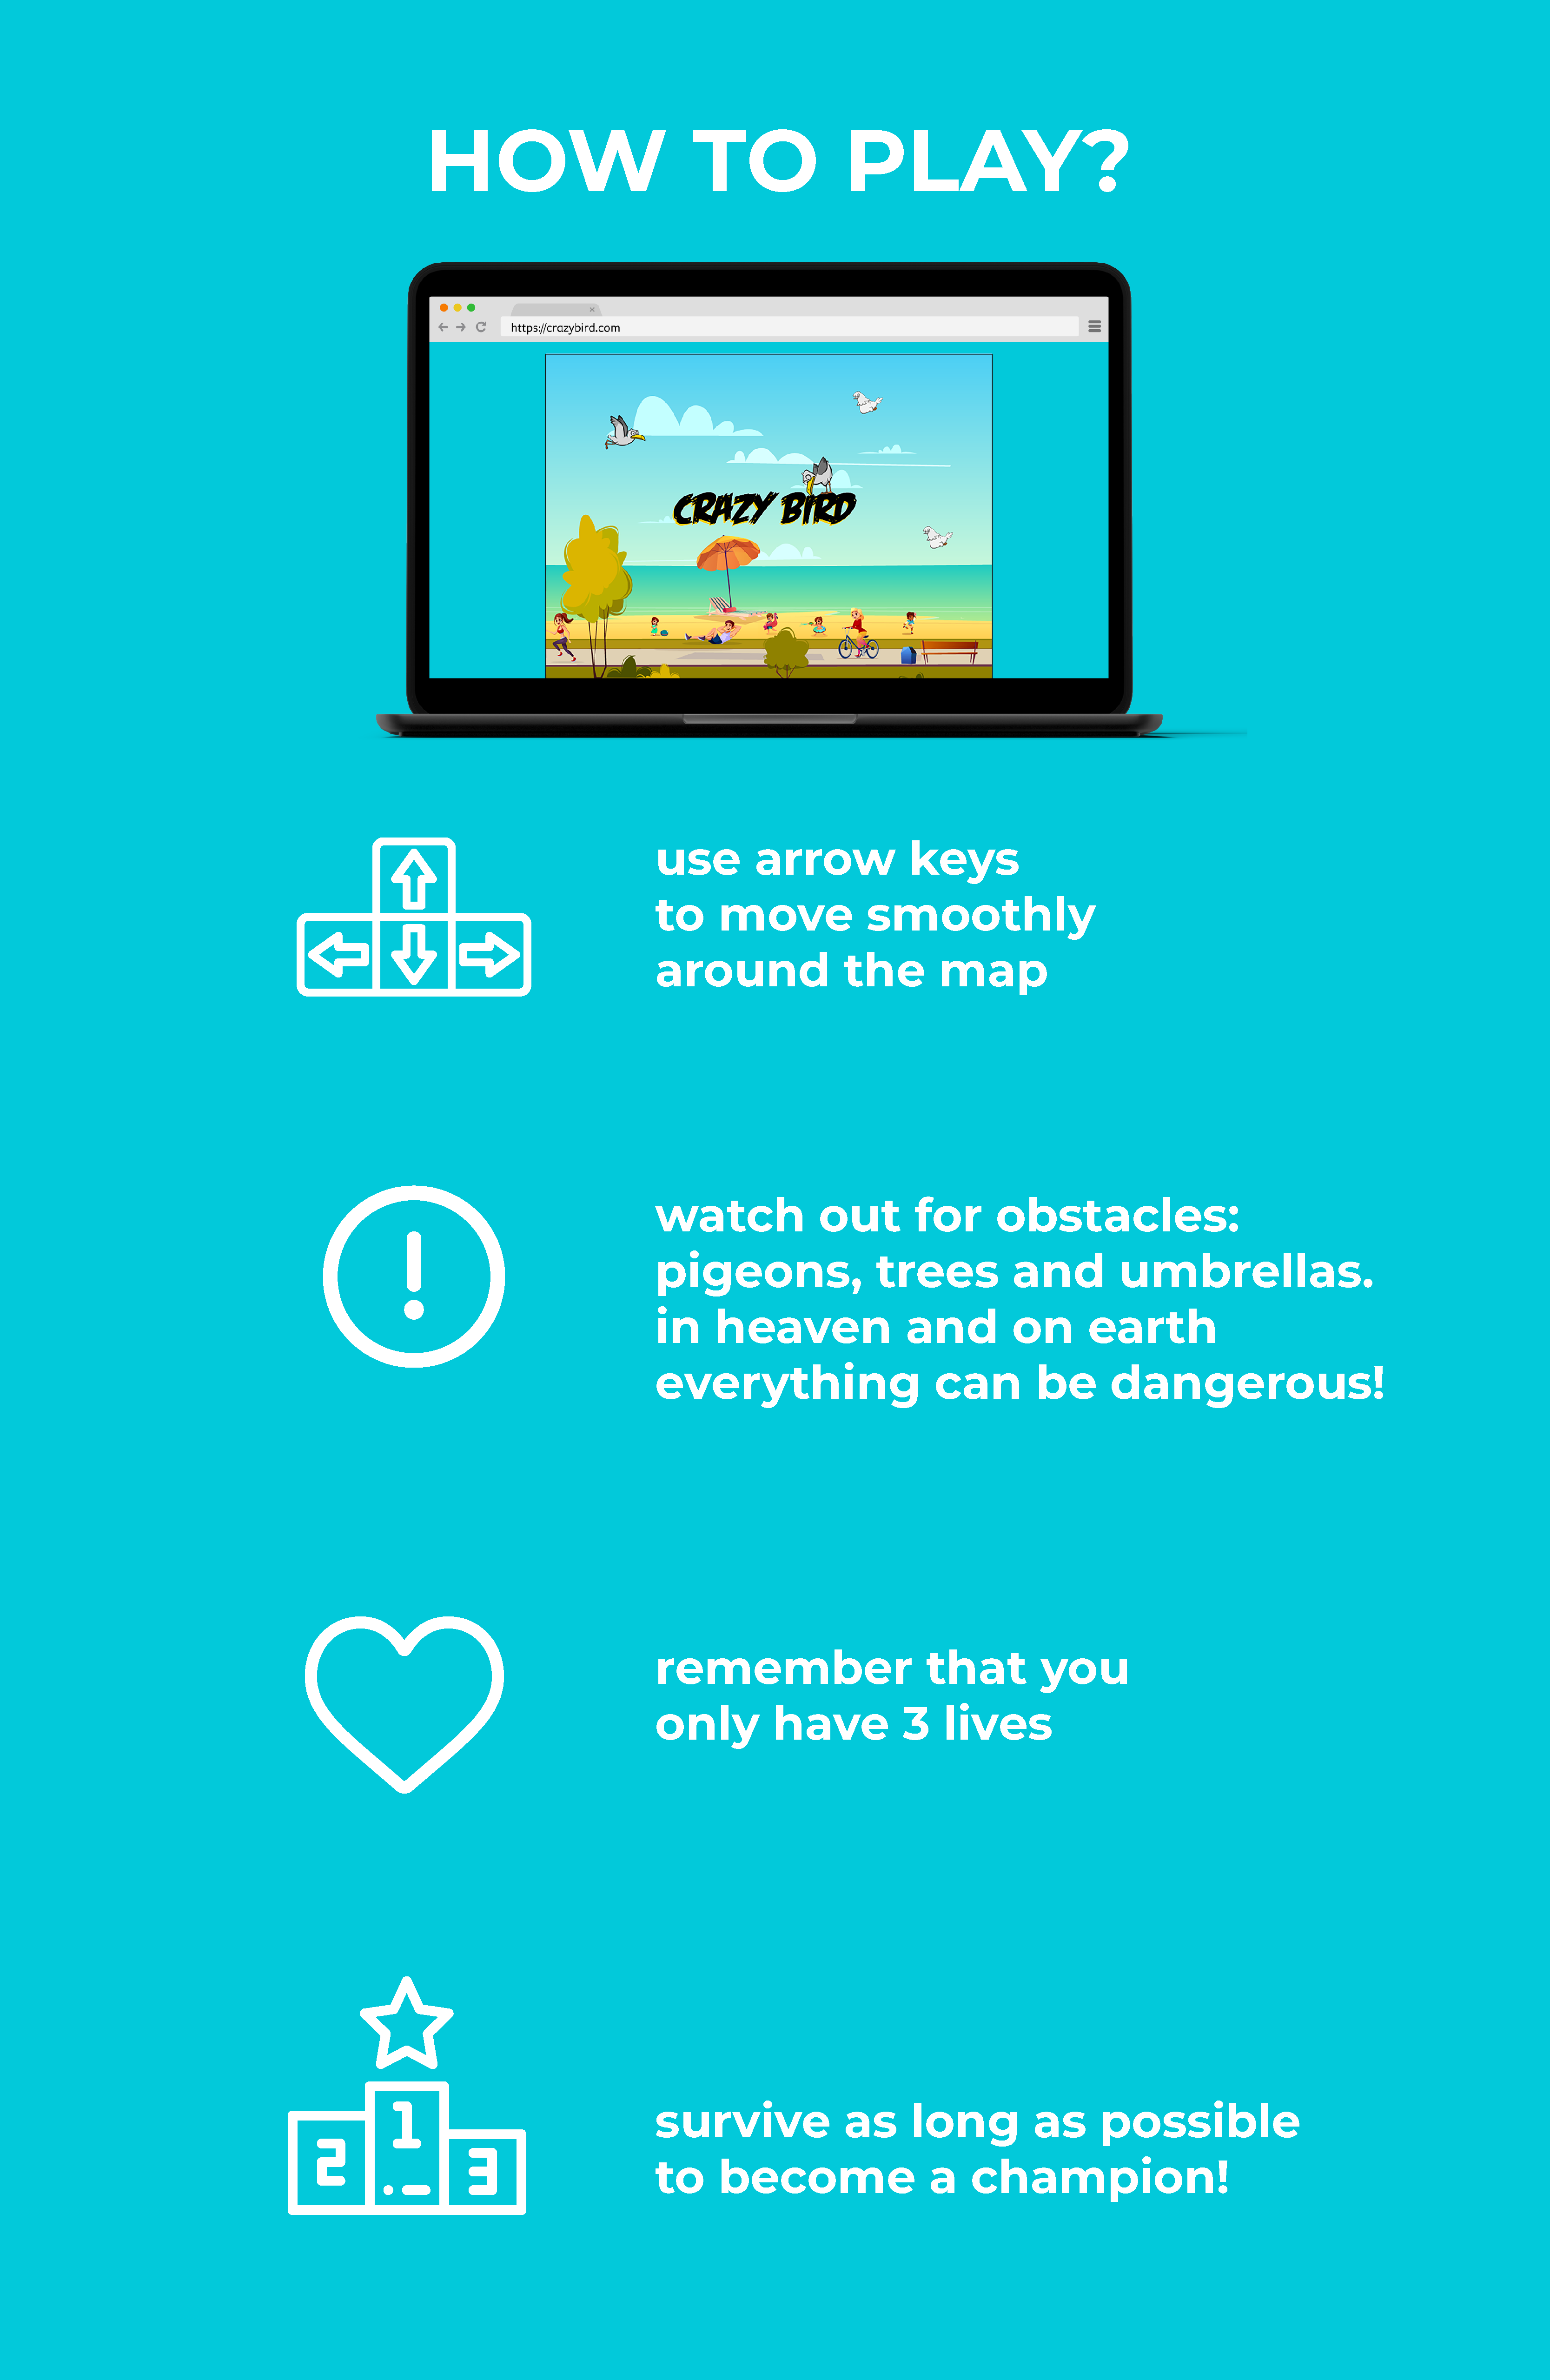 HOW TO PLAY?
https://crazybird.com
CRAZY BIRD
use arrow keys
to move smoothly
around the map
watch out for obstacles:
pigeons, trees and umbrellas.
in heaven and on earth
everything can be dangerous!
remember that you
only have 3 lives
2 1 3
survive as long as possible
to become a champion!